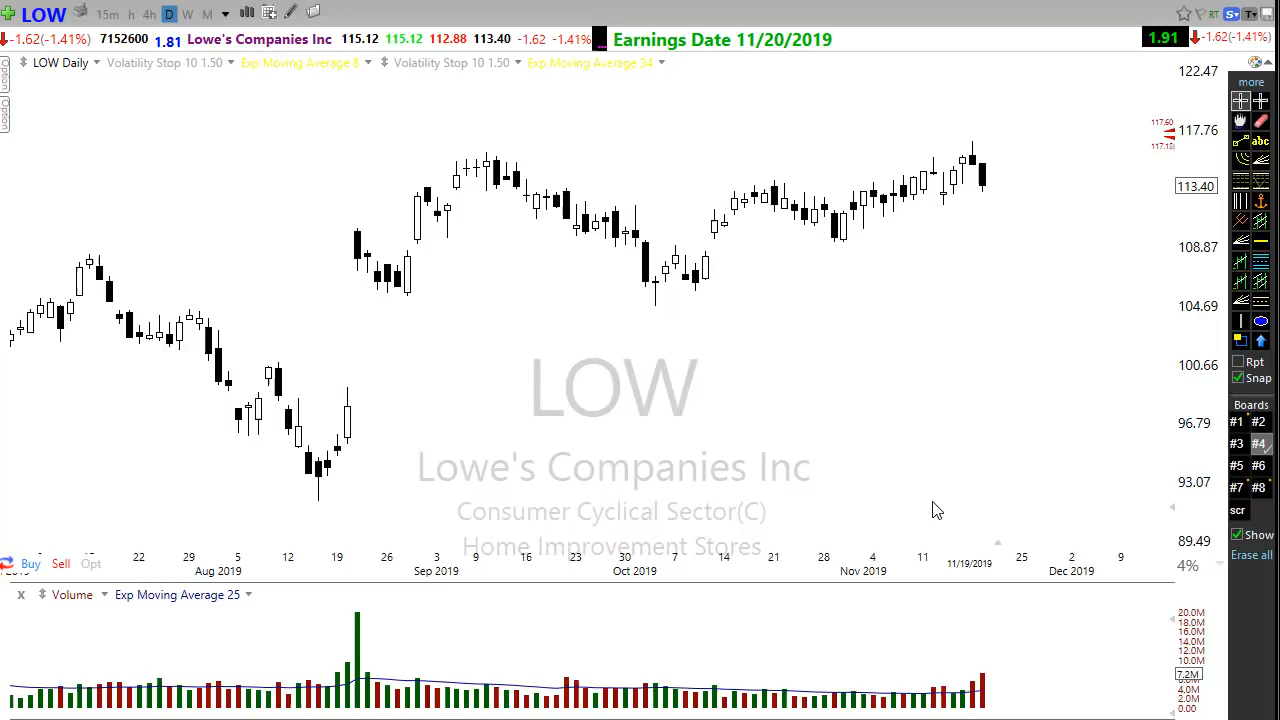 LOW 15m h 4h D W M RT S T
-1.62(-1.41%) 7152600 1.81 Lowe's Companies Inc 115.12 115.12 112.88 113.40 -1.62 -1.41% Earnings Date 11/20/2019 1.91 -1.62(-1.41%)
LOW Daily Volatility Stop 10 1.50 Exp Moving Average 8 Volatility Stop 10 1.50 Exp Moving Average 34
Option
Option
122.47
117.60
117.76
117.15
113.40
108.87
104.69
100.66
96.79
93.07
89.49
4%
LOW
Lowe's Companies Inc
Consumer Cyclical Sector(C)
Home Improvement Stores
22 29 5 12 19 26 3 9 16 23 30 7 14 21 28 4 11 25 2 9
Aug 2019 Sep 2019 Oct 2019 Nov 2019 11/19/2019 Dec 2019
Buy Sell Opt
x Volume Exp Moving Average 25
20.0M
18.0M
16.0M
14.0M
12.0M
10.0M
7.2M
4.0M
2.0M
0.00
more
abc
Rpt
Snap
Boards
#1 #2
#3 #4
#5 #6
#7 #8
scr
Show
Erase all